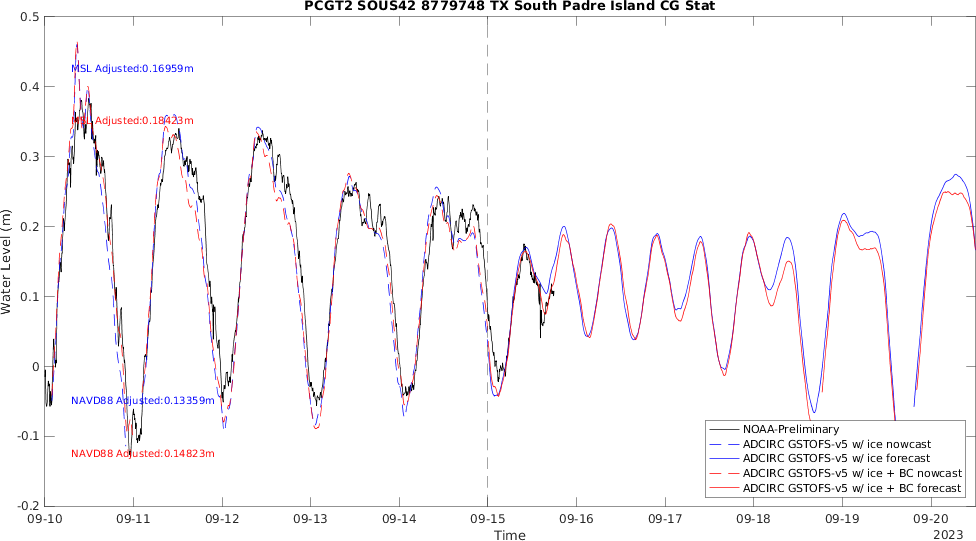 PCGT2 SOUS42 8779748 TX South Padre Island CG Stat
Water Level (m)
0.5
0.4
0.3
0.2
0.1
0
-0.1
-0.2
MSL Adjusted:0.16959m
MSL Adjusted:0.18423m
NAVD88 Adjusted:0.13359m
NAVD88 Adjusted:0.14823m
NOAA-Preliminary
ADCIRC GSTOFS-v5 w/ ice nowcast
ADCIRC GSTOFS-v5 w/ ice forecast
ADCIRC GSTOFS-v5 w/ ice + BC nowcast
ADCIRC GSTOFS-v5 w/ ice + BC forecast
09-10 09-11 09-12 09-13 09-14 09-15 09-16 09-17 09-18 09-19 09-20
Time
2023